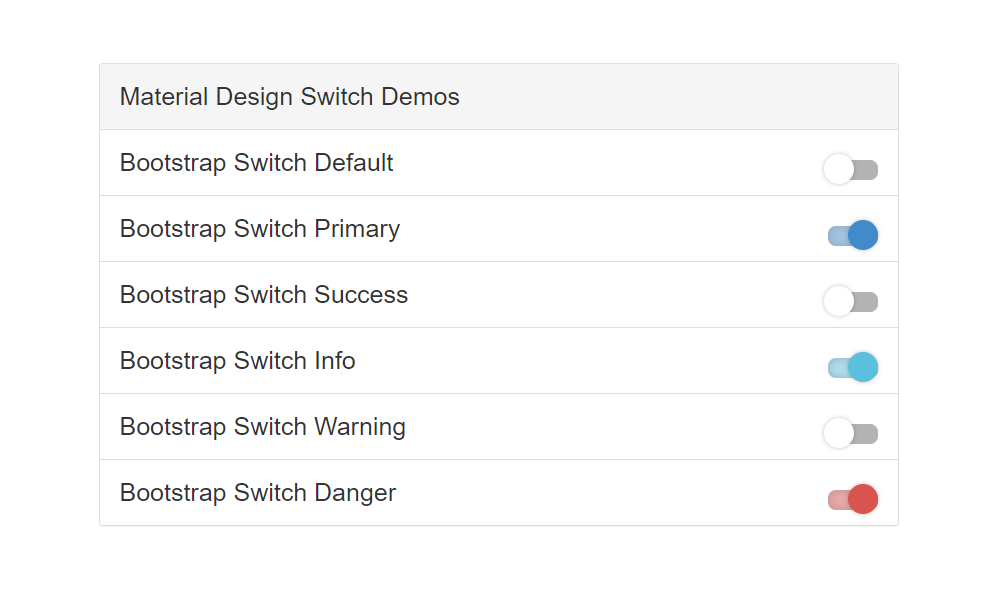 Material Design Switch Demos
Bootstrap Switch Default
Bootstrap Switch Primary
Bootstrap Switch Success
Bootstrap Switch Info
Bootstrap Switch Warning
Bootstrap Switch Danger